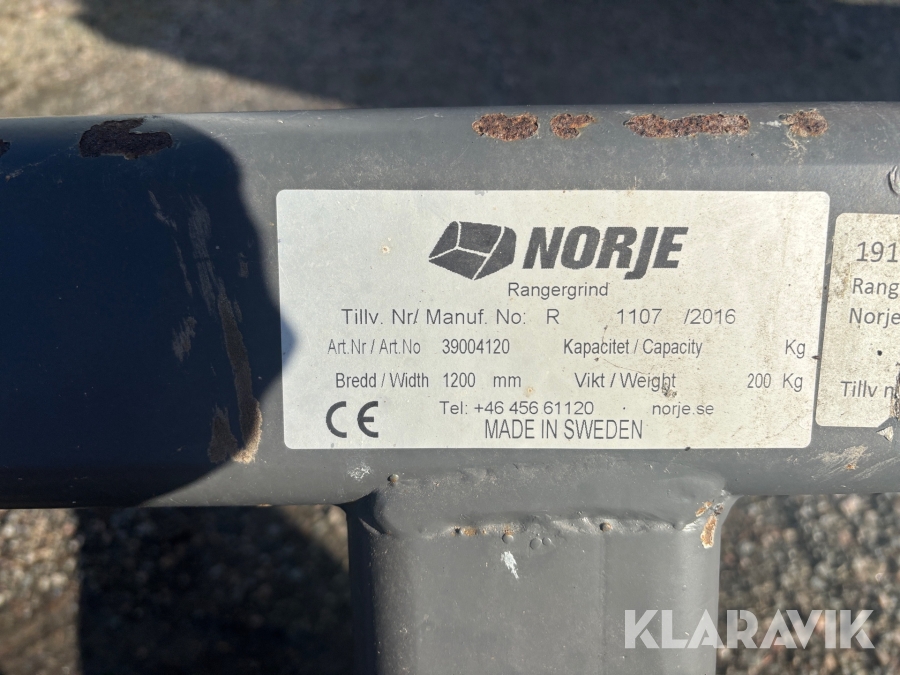 NORJE
Rangergrind
Tillv. Nr/ Manuf. No: R 1107 /2016
Art.Nr / Art.No 39004120 Kapacitet / Capacity Kg
Bredd / Width 1200 mm Vikt / Weight 200 Kg
CE Tel: +46 456 61120 norje.se
MADE IN SWEDEN
191
Rang
Norje
Tillv n
KLARAVIK